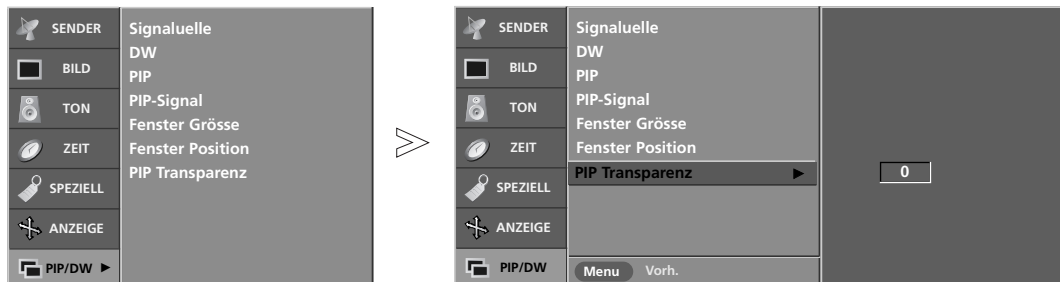 SENDER
BILD
TON
ZEIT
SPEZIELL
ANZEIGE
PIP/DW ►
Signaluelle
DW
PIP
PIP-Signal
Fenster Grösse
Fenster Position
PIP Transparenz
SENDER
BILD
TON
ZEIT
SPEZIELL
ANZEIGE
PIP/DW
Signaluelle
DW
PIP
PIP-Signal
Fenster Grösse
Fenster Position
PIP Transparenz ►
Menu Vorh.
0